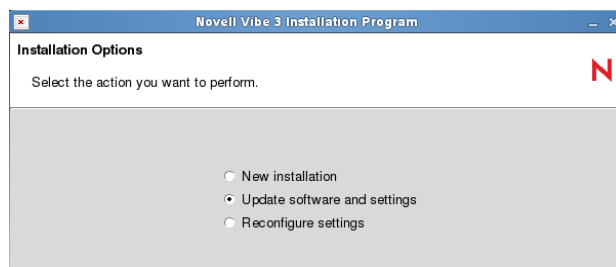 Novell Vibe 3 Installation Program
Installation Options
Select the action you want to perform.
N
New installation
Update software and settings
Reconfigure settings